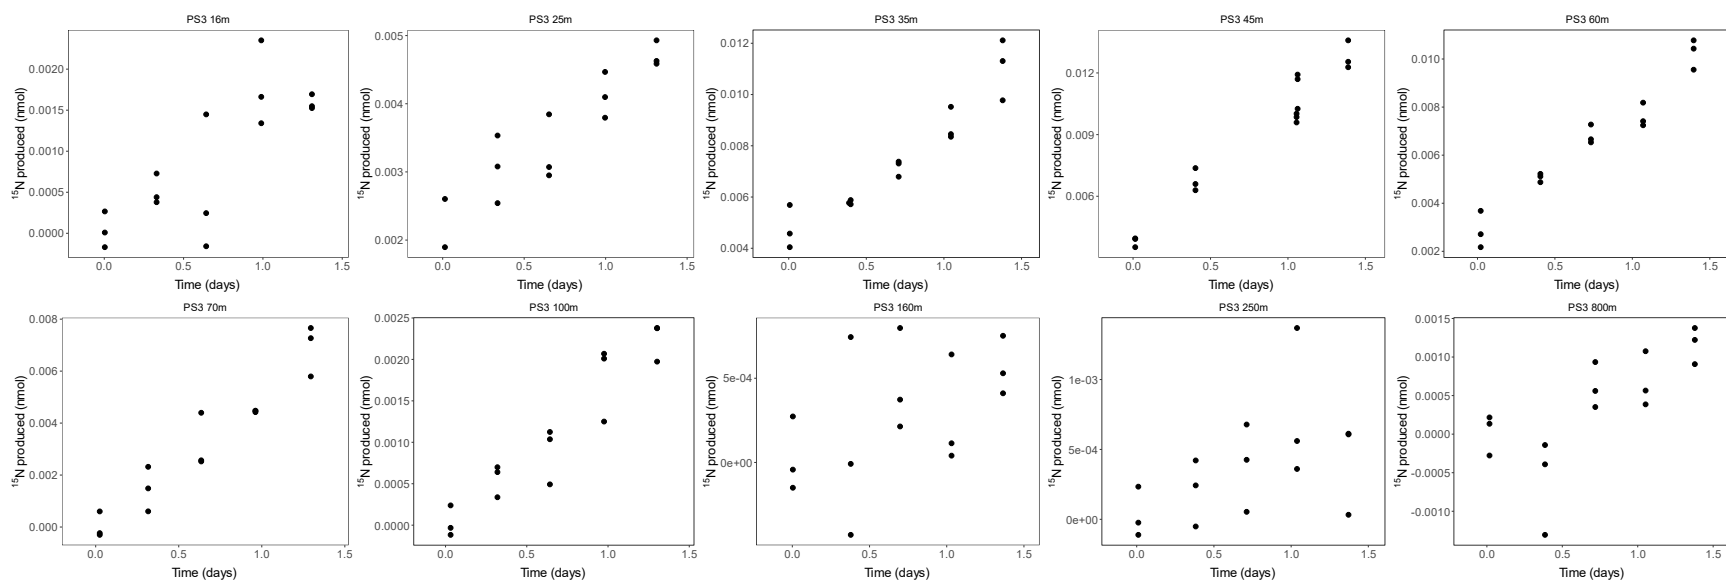 PS3 16m
PS3 25m
PS3 35m
PS3 45m
PS3 60m
¹⁵N produced (nmol)
0.0020
0.0015
0.0010
0.0005
0.0000
0.0 0.5 1.0 1.5
Time (days)
¹⁵N produced (nmol)
0.005
0.004
0.003
0.002
0.0 0.5 1.0 1.5
Time (days)
¹⁵N produced (nmol)
0.012
0.010
0.008
0.006
0.004
0.0 0.5 1.0 1.5
Time (days)
¹⁵N produced (nmol)
0.012
0.009
0.006
0.0 0.5 1.0 1.5
Time (days)
¹⁵N produced (nmol)
0.010
0.008
0.006
0.004
0.002
0.0 0.5 1.0 1.5
Time (days)
PS3 70m
PS3 100m
PS3 160m
PS3 250m
PS3 800m
¹⁵N produced (nmol)
0.008
0.006
0.004
0.002
0.000
0.0 0.5 1.0 1.5
Time (days)
¹⁵N produced (nmol)
0.0025
0.0020
0.0015
0.0010
0.0005
0.0000
0.0 0.5 1.0 1.5
Time (days)
¹⁵N produced (nmol)
5e-04
0e+00
0.0 0.5 1.0 1.5
Time (days)
¹⁵N produced (nmol)
1e-03
5e-04
0e+00
0.0 0.5 1.0 1.5
Time (days)
¹⁵N produced (nmol)
0.0015
0.0010
0.0005
0.0000
-0.0005
-0.0010
0.0 0.5 1.0 1.5
Time (days)